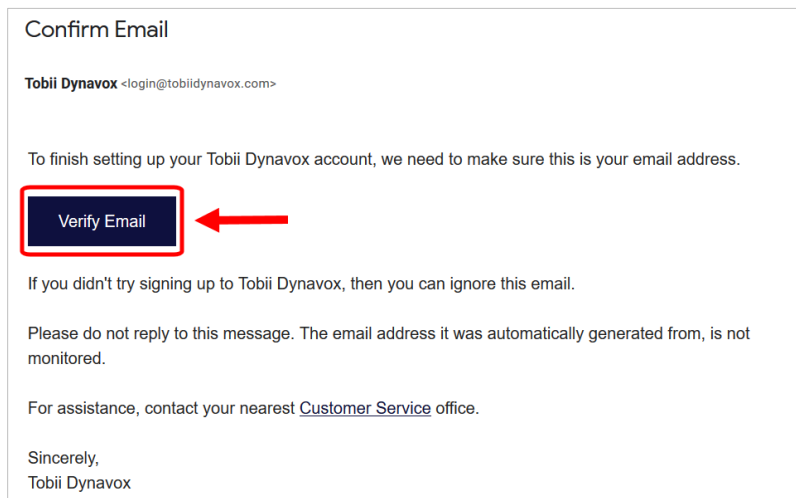 Confirm Email
Tobii Dynavox <login@tobiidynavox.com>
To finish setting up your Tobii Dynavox account, we need to make sure this is your email address.
Verify Email
If you didn't try signing up to Tobii Dynavox, then you can ignore this email.
Please do not reply to this message. The email address it was automatically generated from, is not
monitored.
For assistance, contact your nearest Customer Service office.
Sincerely,
Tobii Dynavox